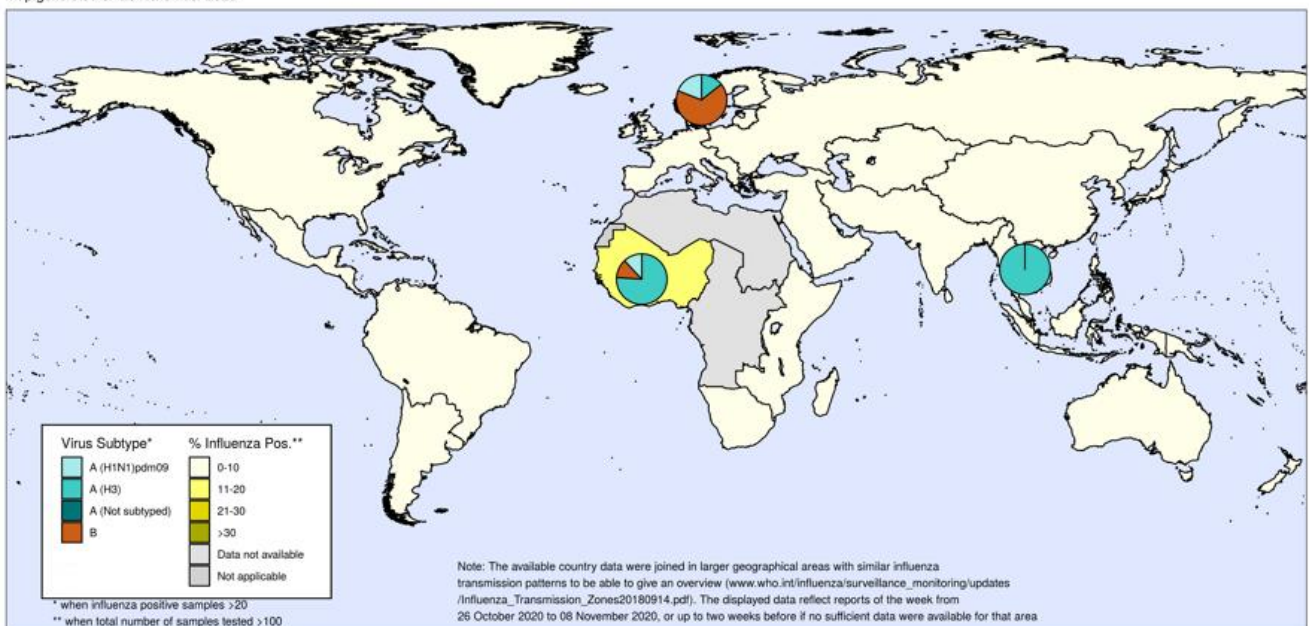 Virus Subtype*
A (H1N1)pdm09
A (H3)
A (Not subtyped)
B
% Influenza Pos.**
0-10
11-20
21-30
>30
Data not available
Not applicable
* when influenza positive samples >20
** when total number of samples tested >100
Note: The available country data were joined in larger geographical areas with similar influenza
transmission patterns to be able to give an overview (www.who.int/influenza/surveillance_monitoring/updates
/Influenza_Transmission_Zones20180914.pdf). The displayed data reflect reports of the week from
26 October 2020 to 08 November 2020, or up to two weeks before if no sufficient data were available for that area